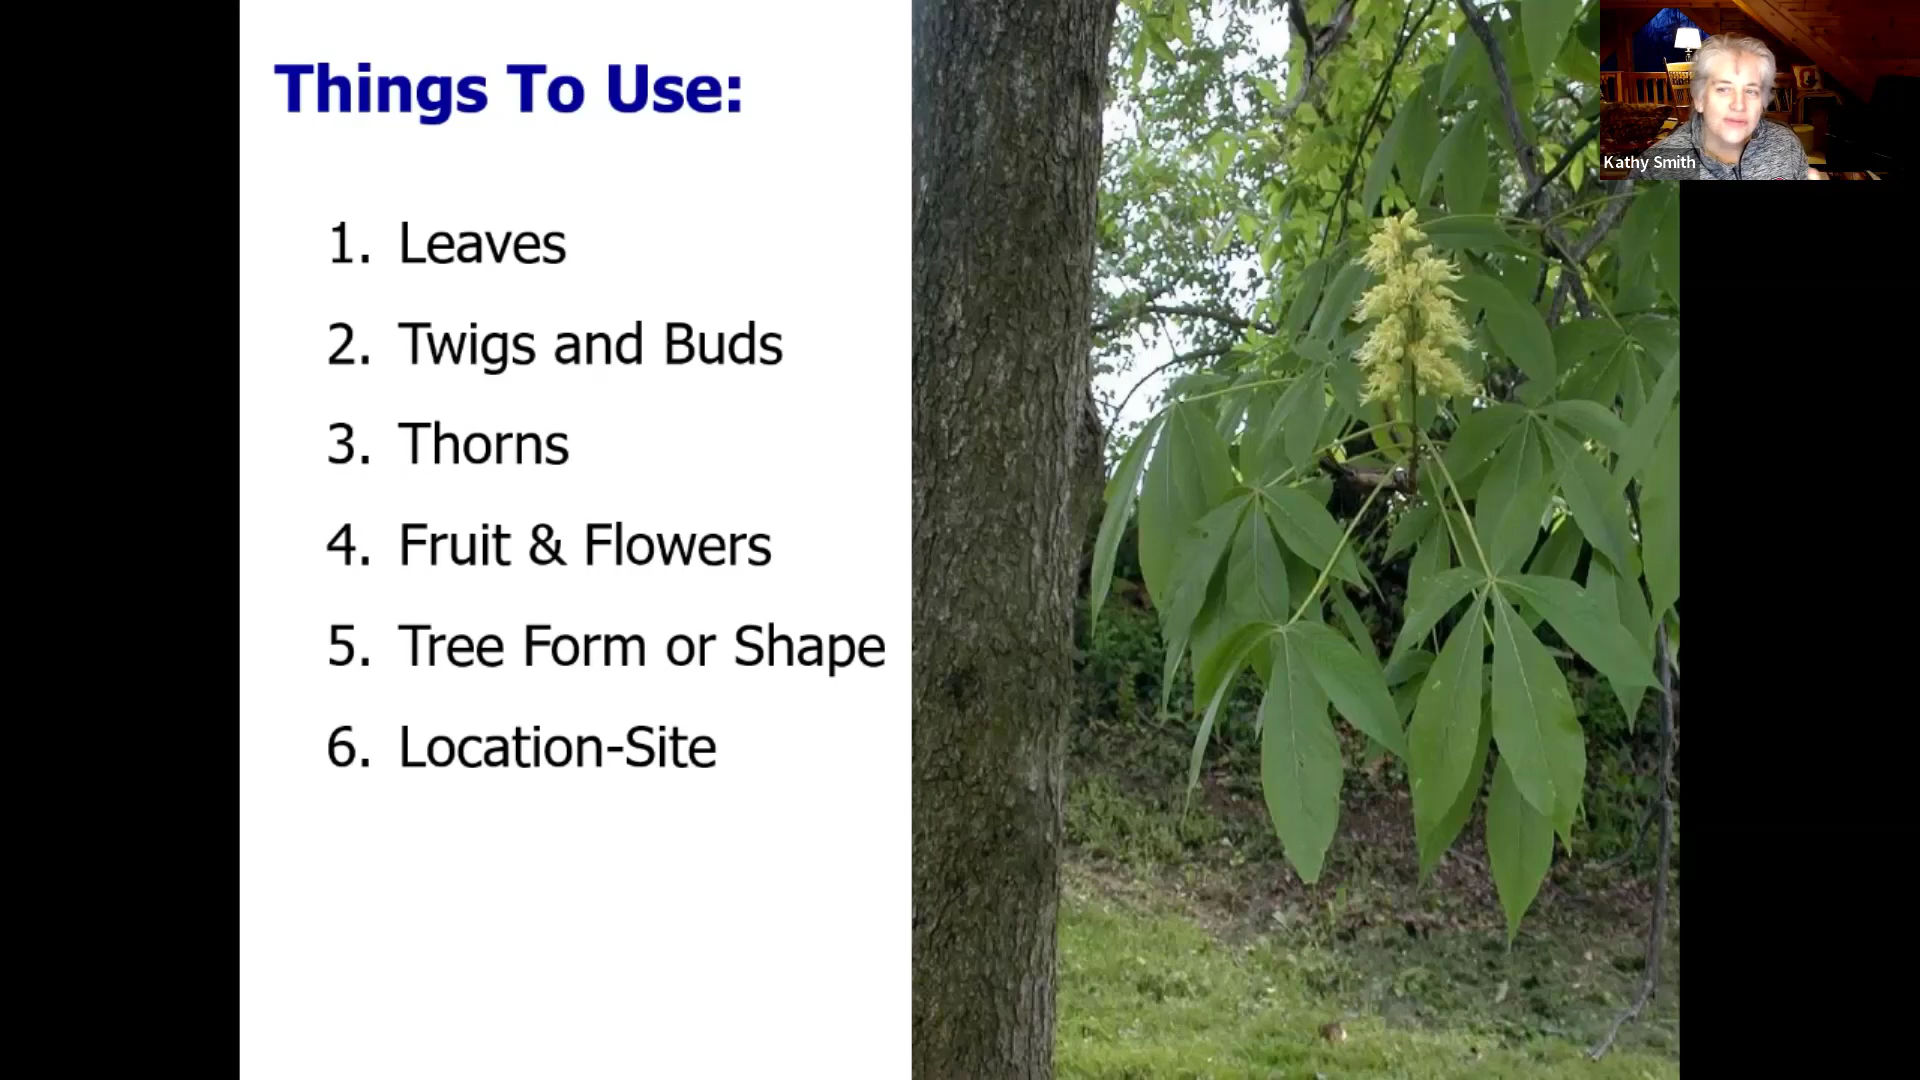 Things To Use:
1. Leaves
2. Twigs and Buds
3. Thorns
4. Fruit & Flowers
5. Tree Form or Shape
6. Location-Site
Kathy Smith